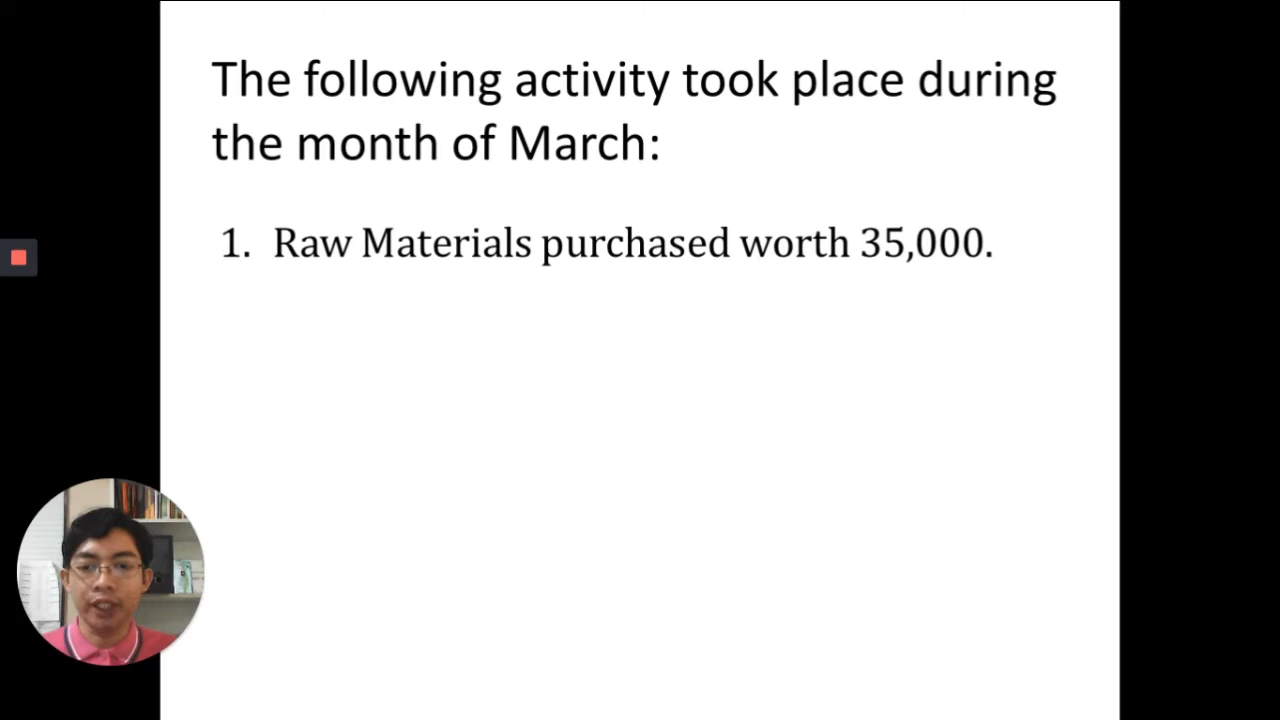 The following activity took place during
the month of March:
1. Raw Materials purchased worth 35,000.